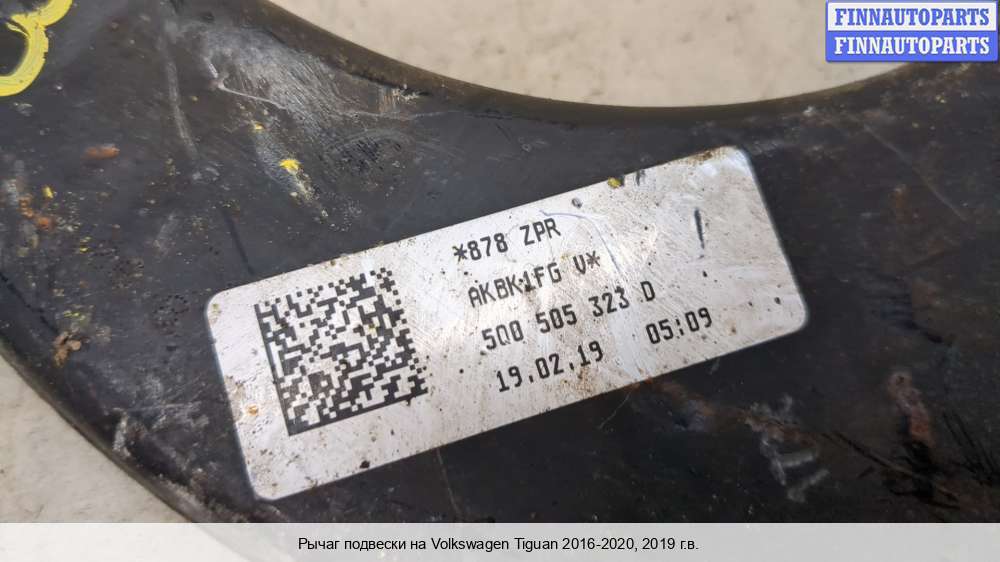 FINNAUTOPARTS
FINNAUTOPARTS
*878 ZPR
AKBK1FG V*
5Q0 505 323 D
19.02.19 05:09
Рычаг подвески на Volkswagen Tiguan 2016-2020, 2019 г.в.